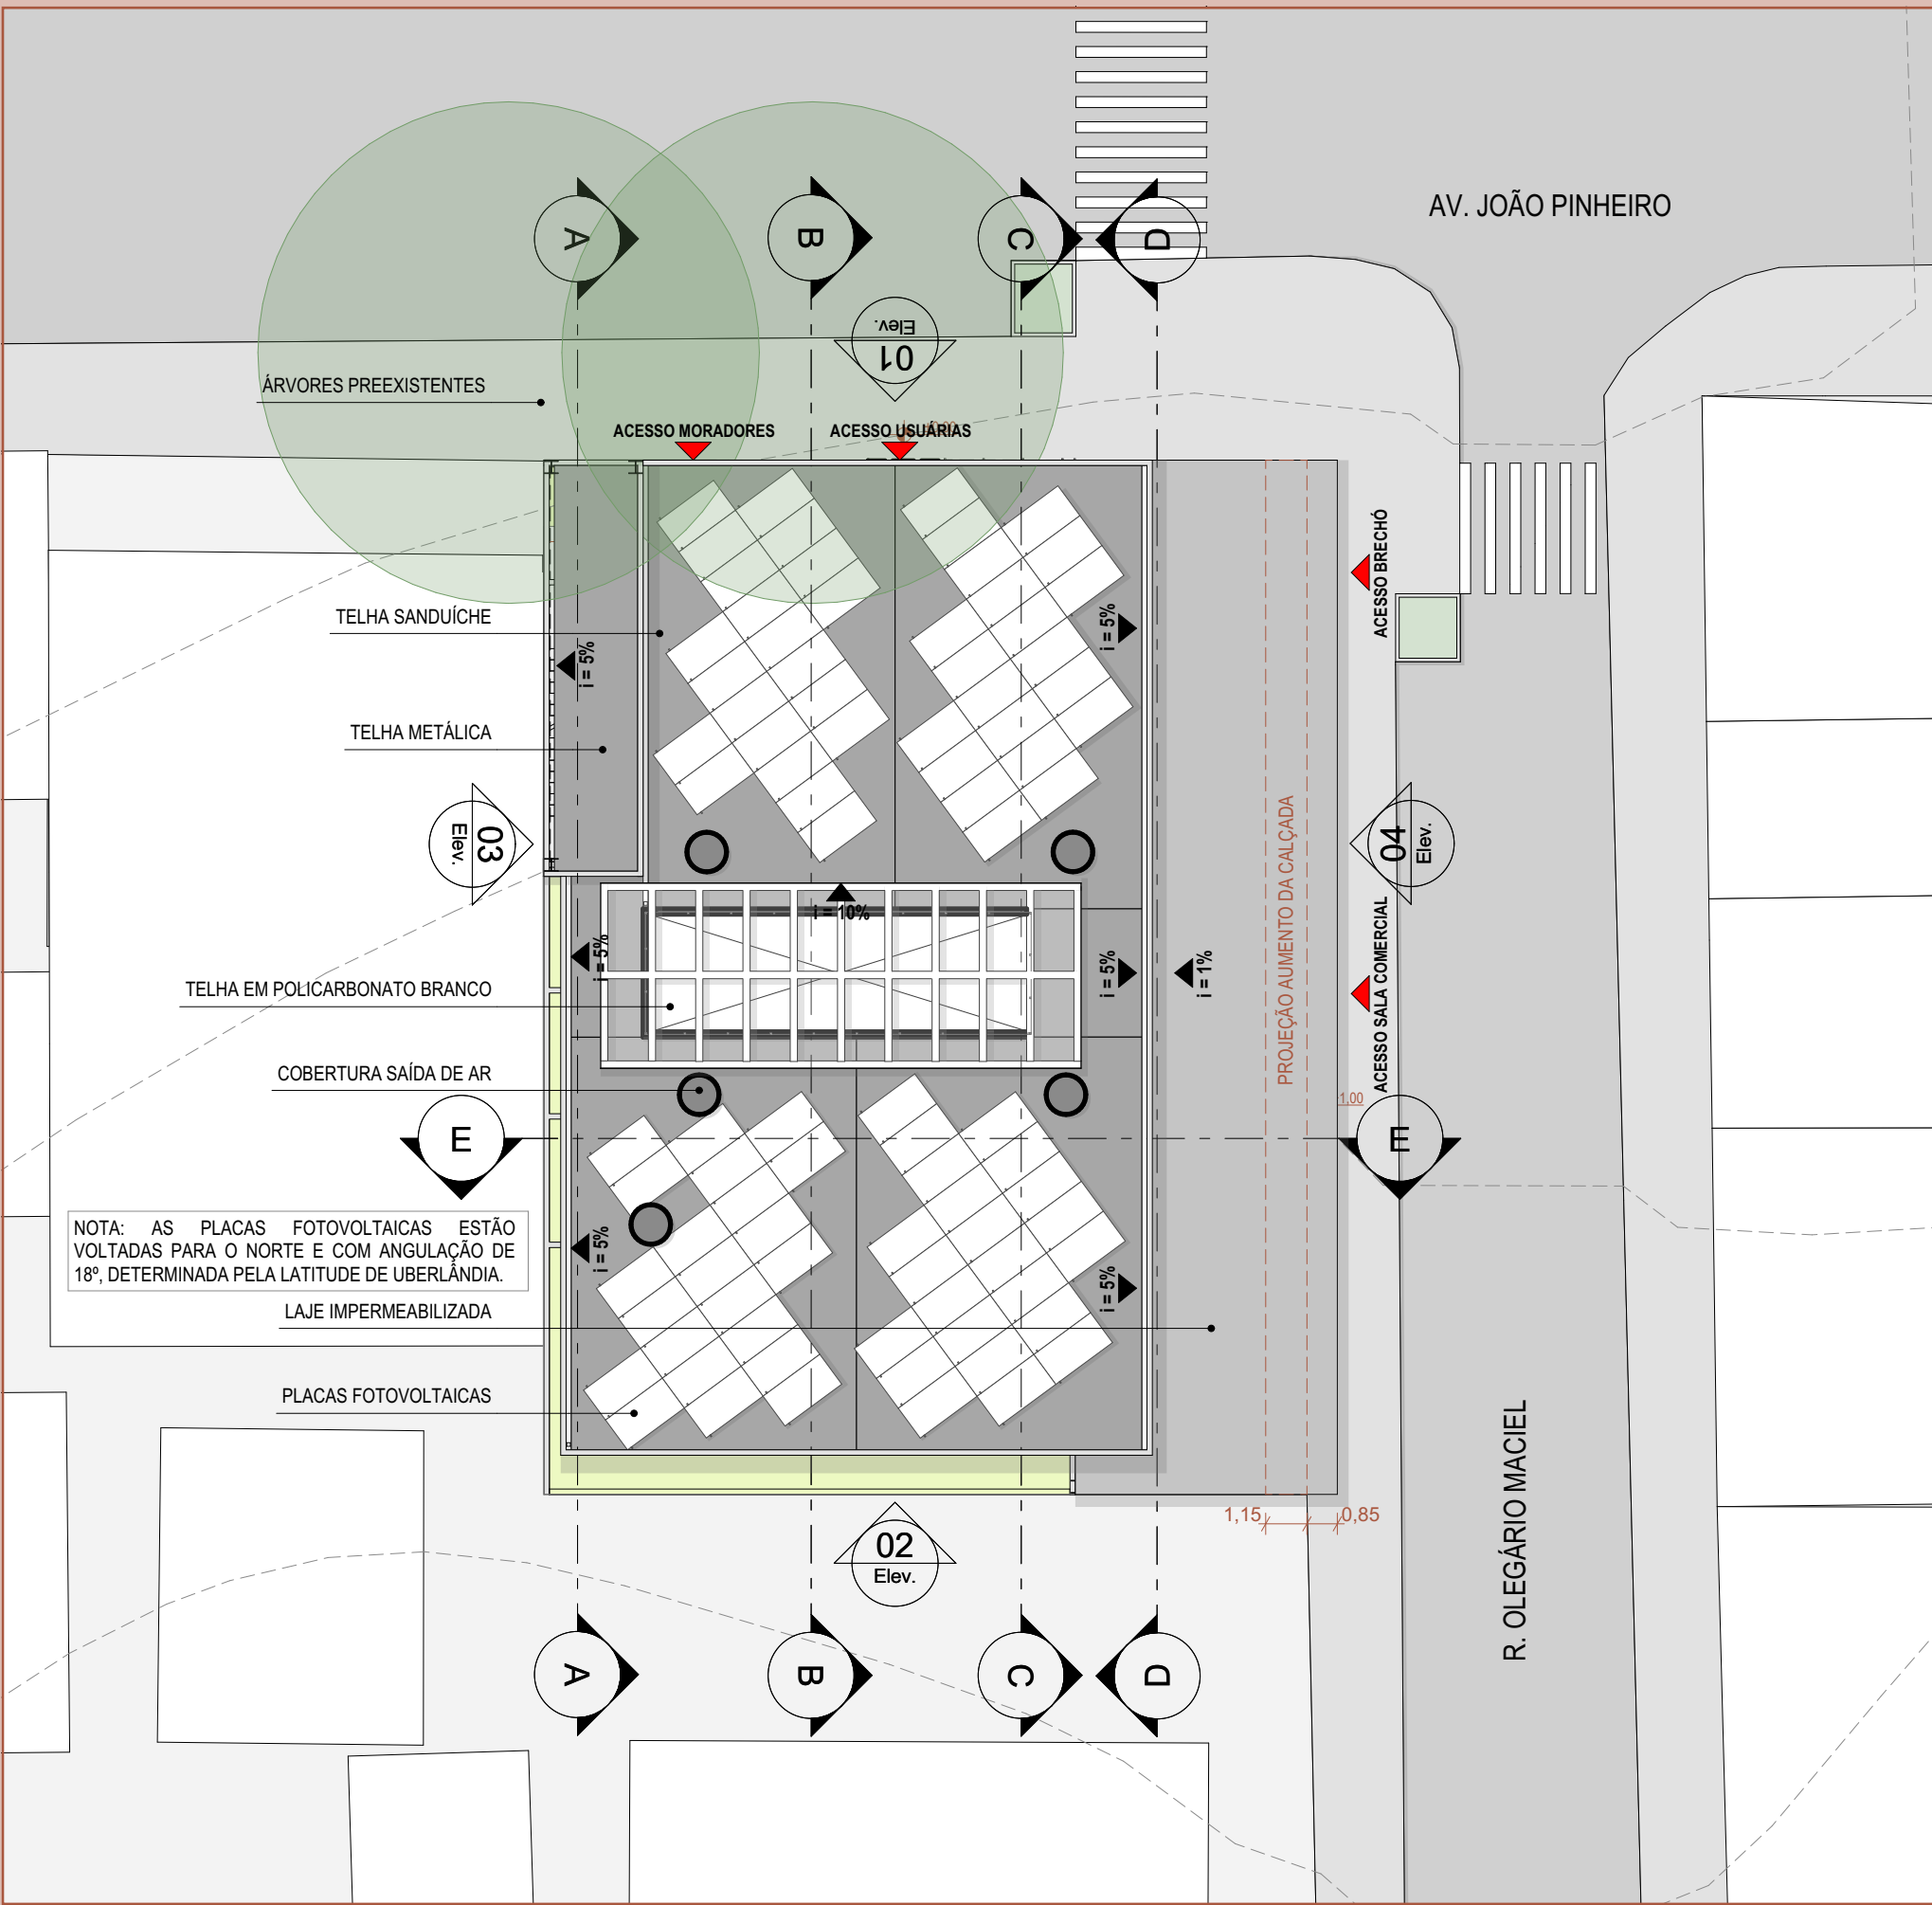 AV. JOÃO PINHEIRO
A
B
C
D
Elev.
01
ÁRVORES PREEXISTENTES
ACESSO MORADORES
ACESSO USUÁRIAS
ACESSO BRECHÓ
TELHA SANDUÍCHE
i = 5%
i = 5%
TELHA METÁLICA
03
Elev.
04
Elev.
PROJEÇÃO AUMENTO DA CALÇADA
i = 10%
i = 5%
i = 5%
i = 1%
ACESSO SALA COMERCIAL
TELHA EM POLICARBONATO BRANCO
COBERTURA SAÍDA DE AR
1,00
E
E
NOTA: AS PLACAS FOTOVOLTAICAS ESTÃO
VOLTADAS PARA O NORTE E COM ANGULAÇÃO DE
18º, DETERMINADA PELA LATITUDE DE UBERLÂNDIA.
i = 5%
i = 5%
LAJE IMPERMEABILIZADA
PLACAS FOTOVOLTAICAS
R. OLEGÁRIO MACIEL
1,15
0,85
02
Elev.
A
B
C
D